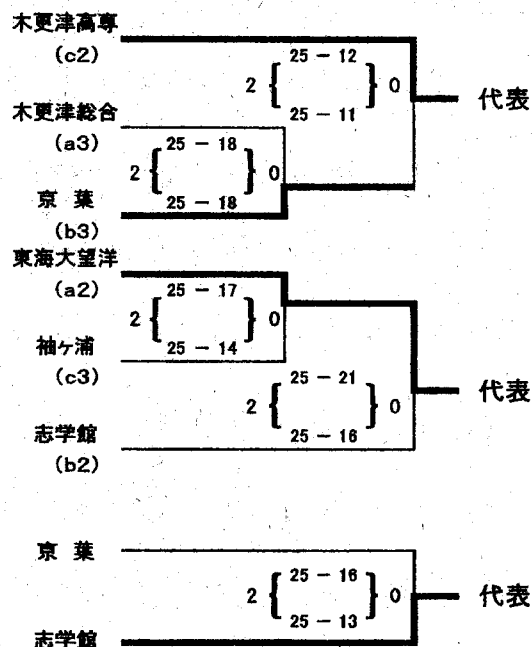 木更津高専
(c2)
25 - 12
2 { } 0
25 - 11
代表
木更津総合
(a3)
25 - 18
2 { } 0
25 - 18
京 葉
(b3)
東海大望洋
(a2)
25 - 17
2 { } 0
25 - 14
袖ヶ浦
(c3)
25 - 21
2 { } 0
25 - 16
代表
志学館
(b2)
京 葉
25 - 16
2 { } 0
25 - 13
代表
志学館